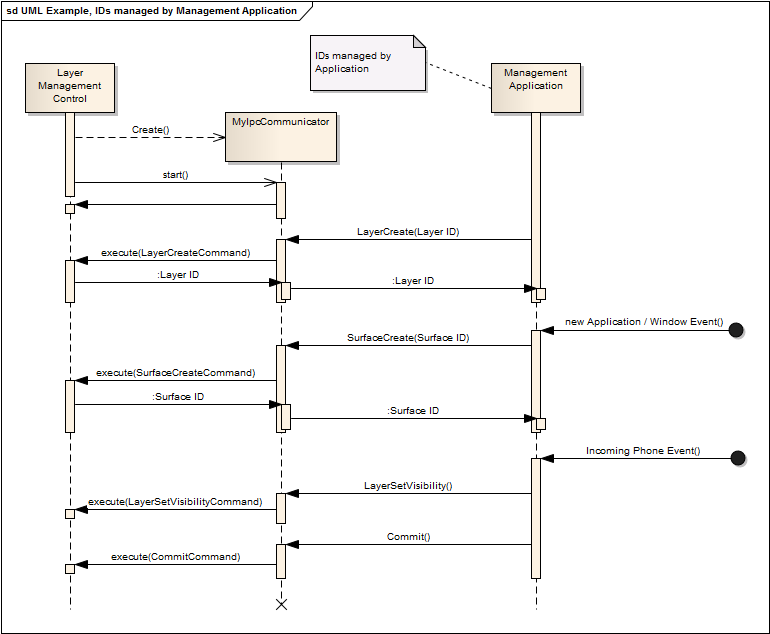 sd UML Example, IDs managed by Management Application
IDs managed by
Application
Layer
Management
Control
Management
Application
MyIpcCommunicator
Create()
start()
LayerCreate(Layer ID)
execute(LayerCreateCommand)
:Layer ID
:Layer ID
new Application / Window Event()
SurfaceCreate(Surface ID)
execute(SurfaceCreateCommand)
:Surface ID
:Surface ID
Incoming Phone Event()
LayerSetVisibility()
execute(LayerSetVisibilityCommand)
Commit()
execute(CommitCommand)